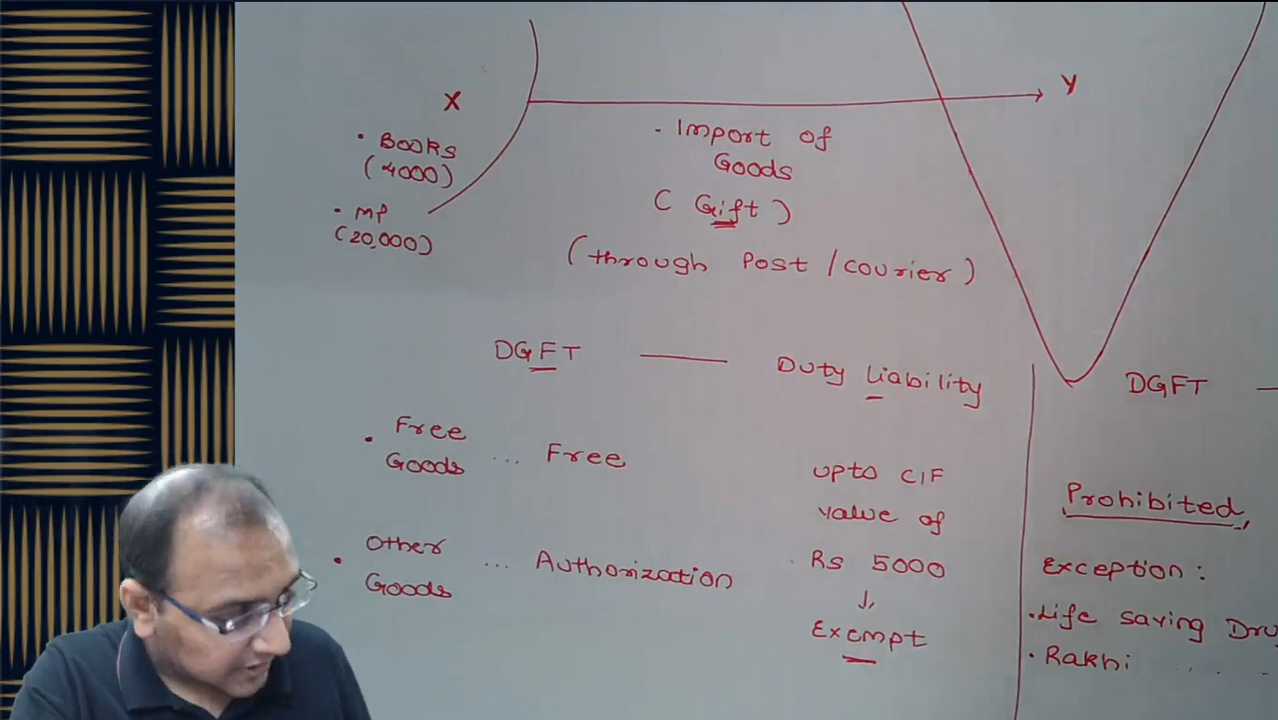 X
Y
• Books
(4000)
• MP
(20,000)
• Import of
Goods
( Gift )
(through Post / courier)
DGFT — Duty Liability
• Free
Goods ... Free
• Other
Goods ... Authorization
upto CIF
value of
Rs 5000
↓
Exempt
DGFT —
Prohibited,
Exception:
• Life saving
• Rakhi ...